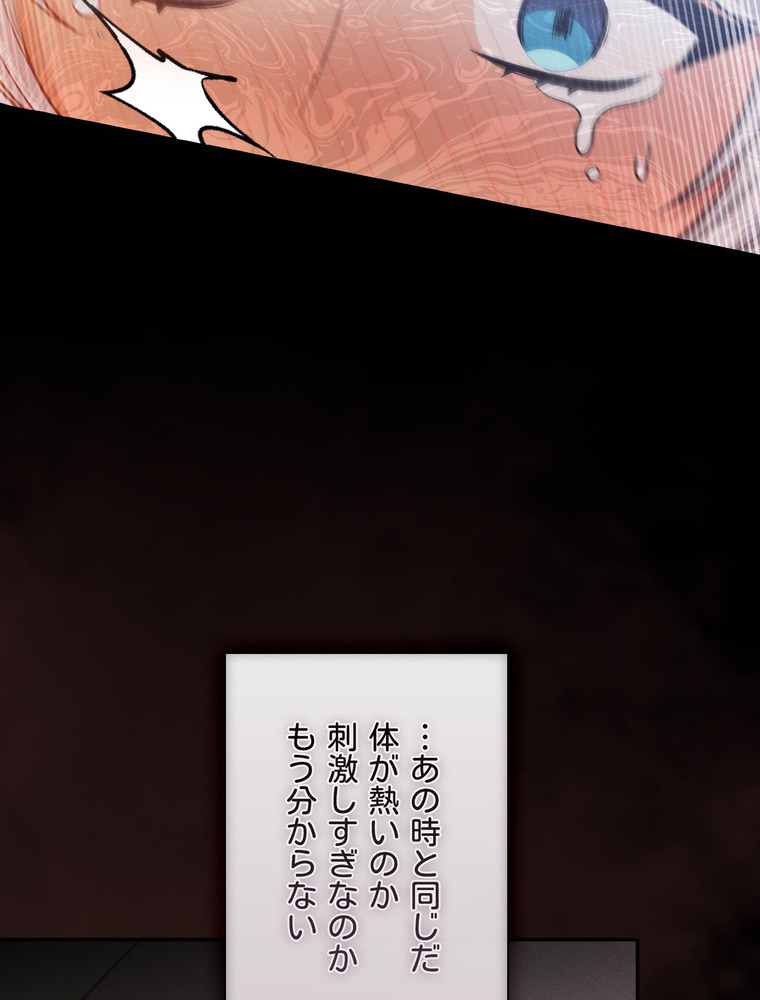 …あの時と同じだ
体が熱いのか
刺激しすぎなのか
もう分からない